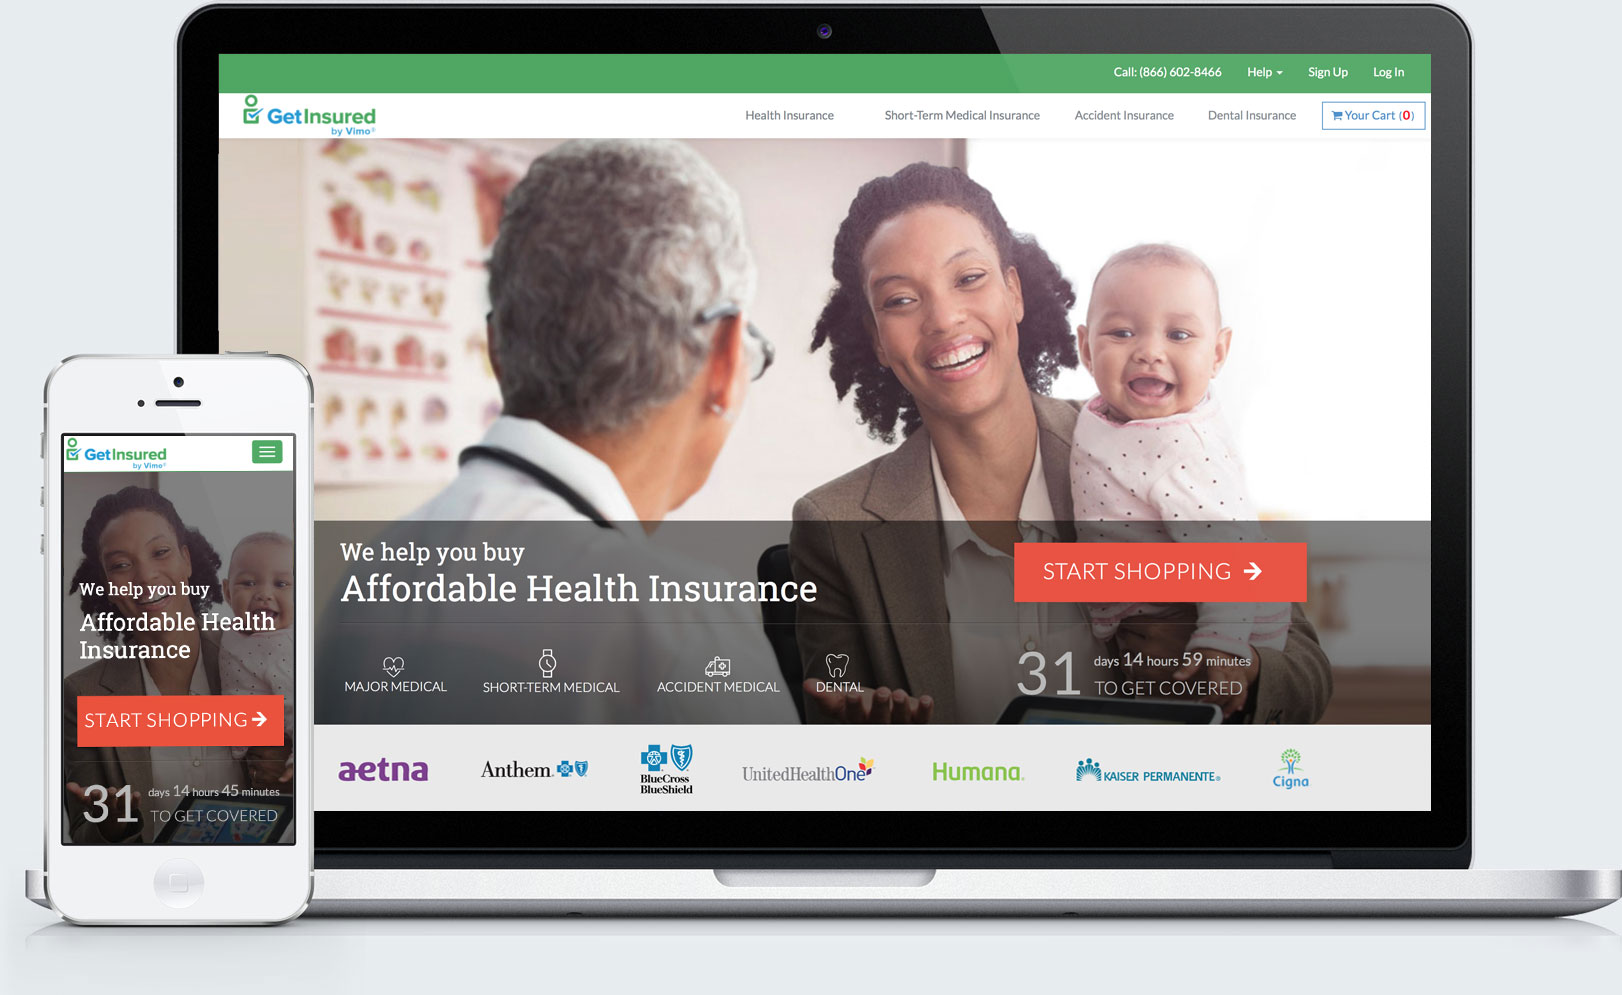 Call: (866) 602-8466 Help Sign Up Log In
GetInsured
by Vimo®
Health Insurance Short-Term Medical Insurance Accident Insurance Dental Insurance Your Cart (0)
We help you buy
Affordable Health Insurance
START SHOPPING
MAJOR MEDICAL SHORT-TERM MEDICAL ACCIDENT MEDICAL DENTAL
31 days 14 hours 59 minutes
TO GET COVERED
aetna Anthem BlueCross BlueShield UnitedHealthOne Humana® KAISER PERMANENTE® Cigna
GetInsured
by Vimo®
We help you buy
Affordable Health
Insurance
START SHOPPING
31 days 14 hours 45 minutes
TO GET COVERED